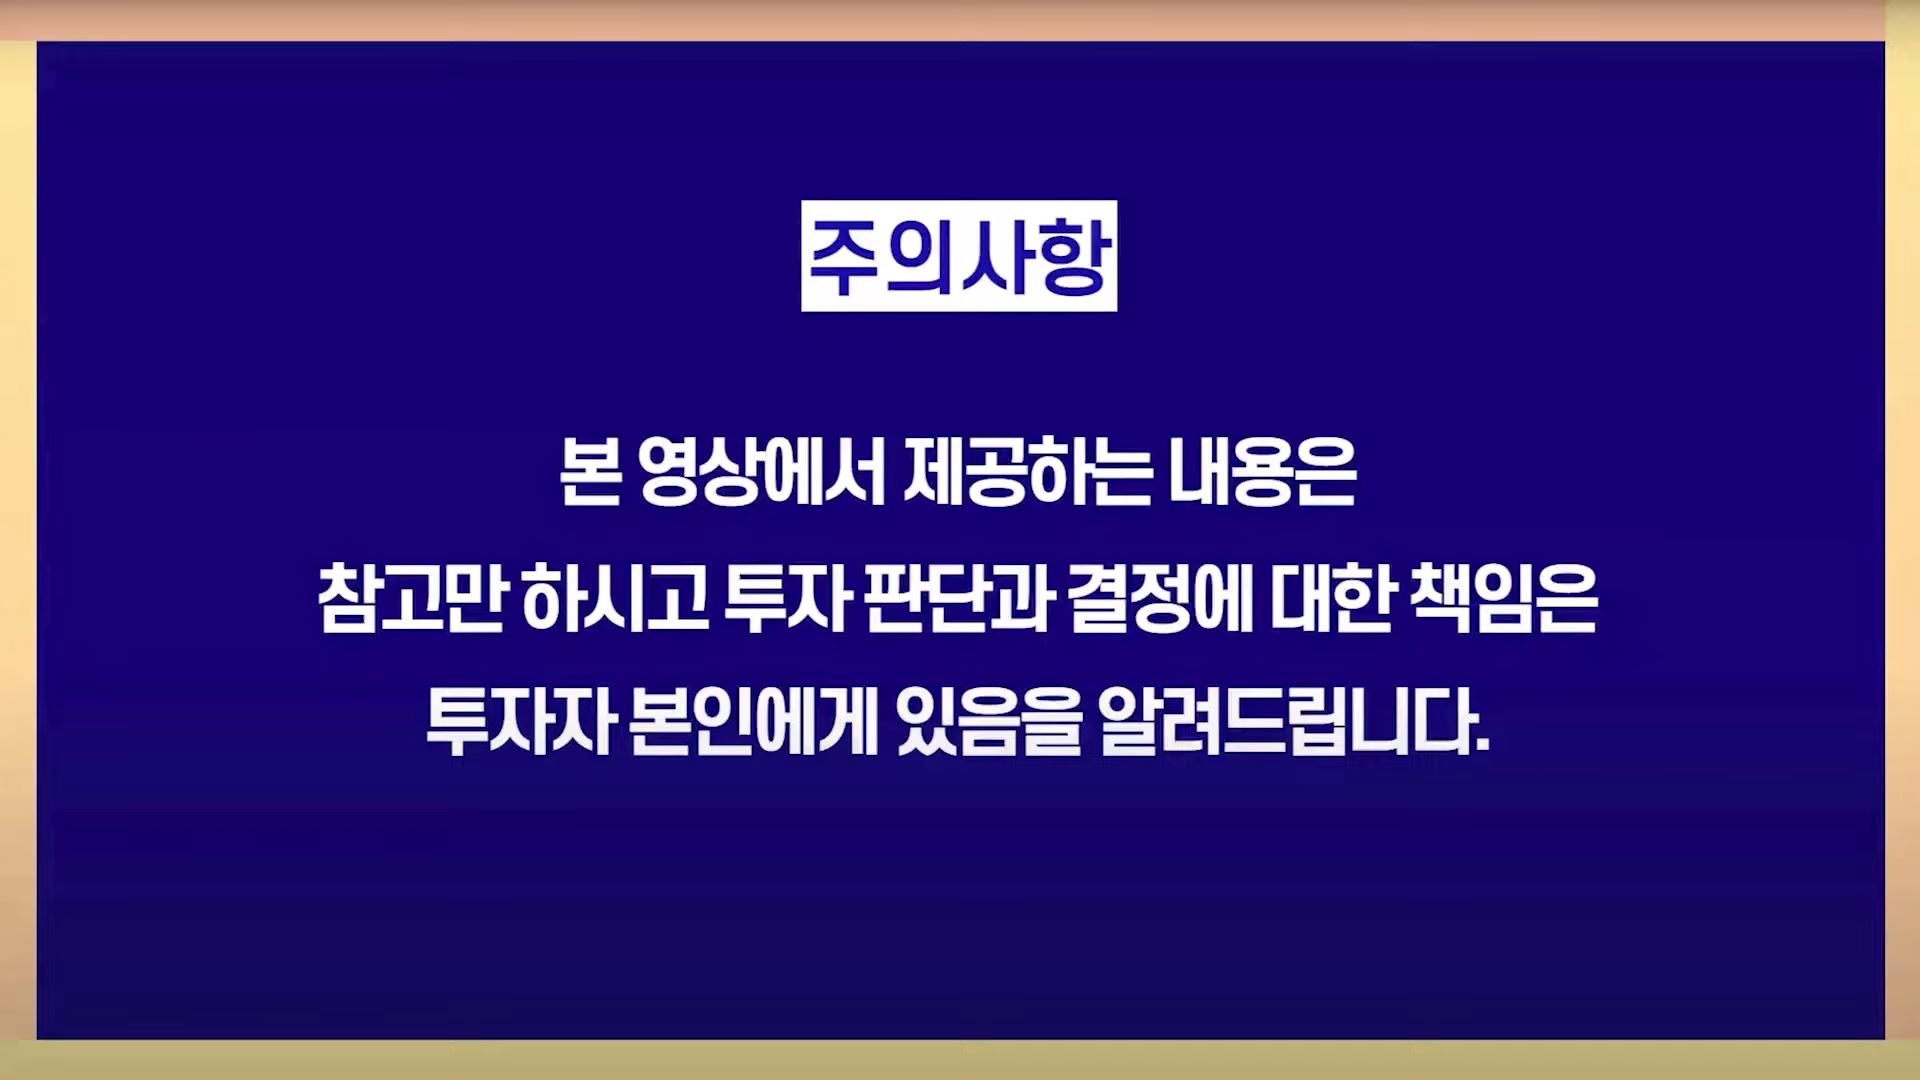 주의사항
본 영상에서 제공하는 내용은
참고만 하시고 투자 판단과 결정에 대한 책임은
투자자 본인에게 있음을 알려드립니다.